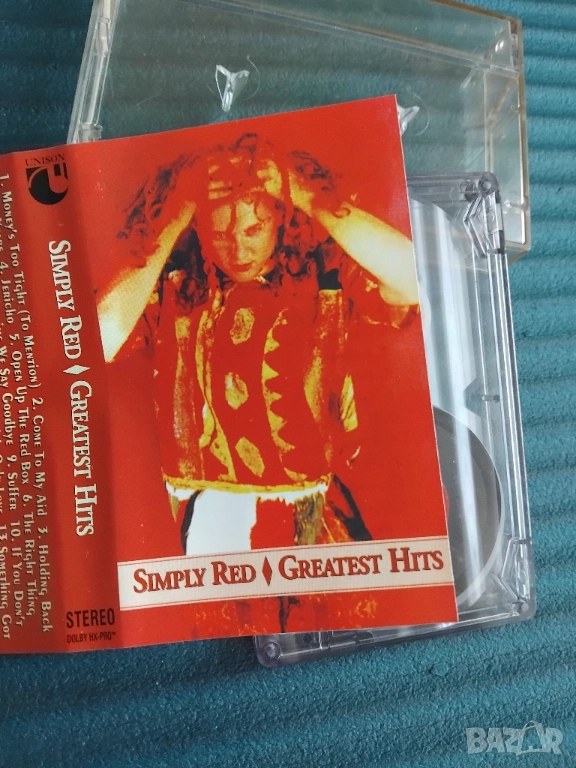 UNISON
SIMPLY RED ♦ GREATEST HITS
1. MONEY'S TOO TIGHT (TO MENTION) 2. COME TO MY AID 3. HOLDING BACK
4. JERICHO 5. OPEN UP THE RED BOX 6. THE RIGHT THING
WE SAY GOODBYE 9. SUFFER 10. IF YOU DON'T
13 SOMETHING GOT
STEREO
DOLBY HX-PRO™
SIMPLY RED ♦ GREATEST HITS
BAZAR